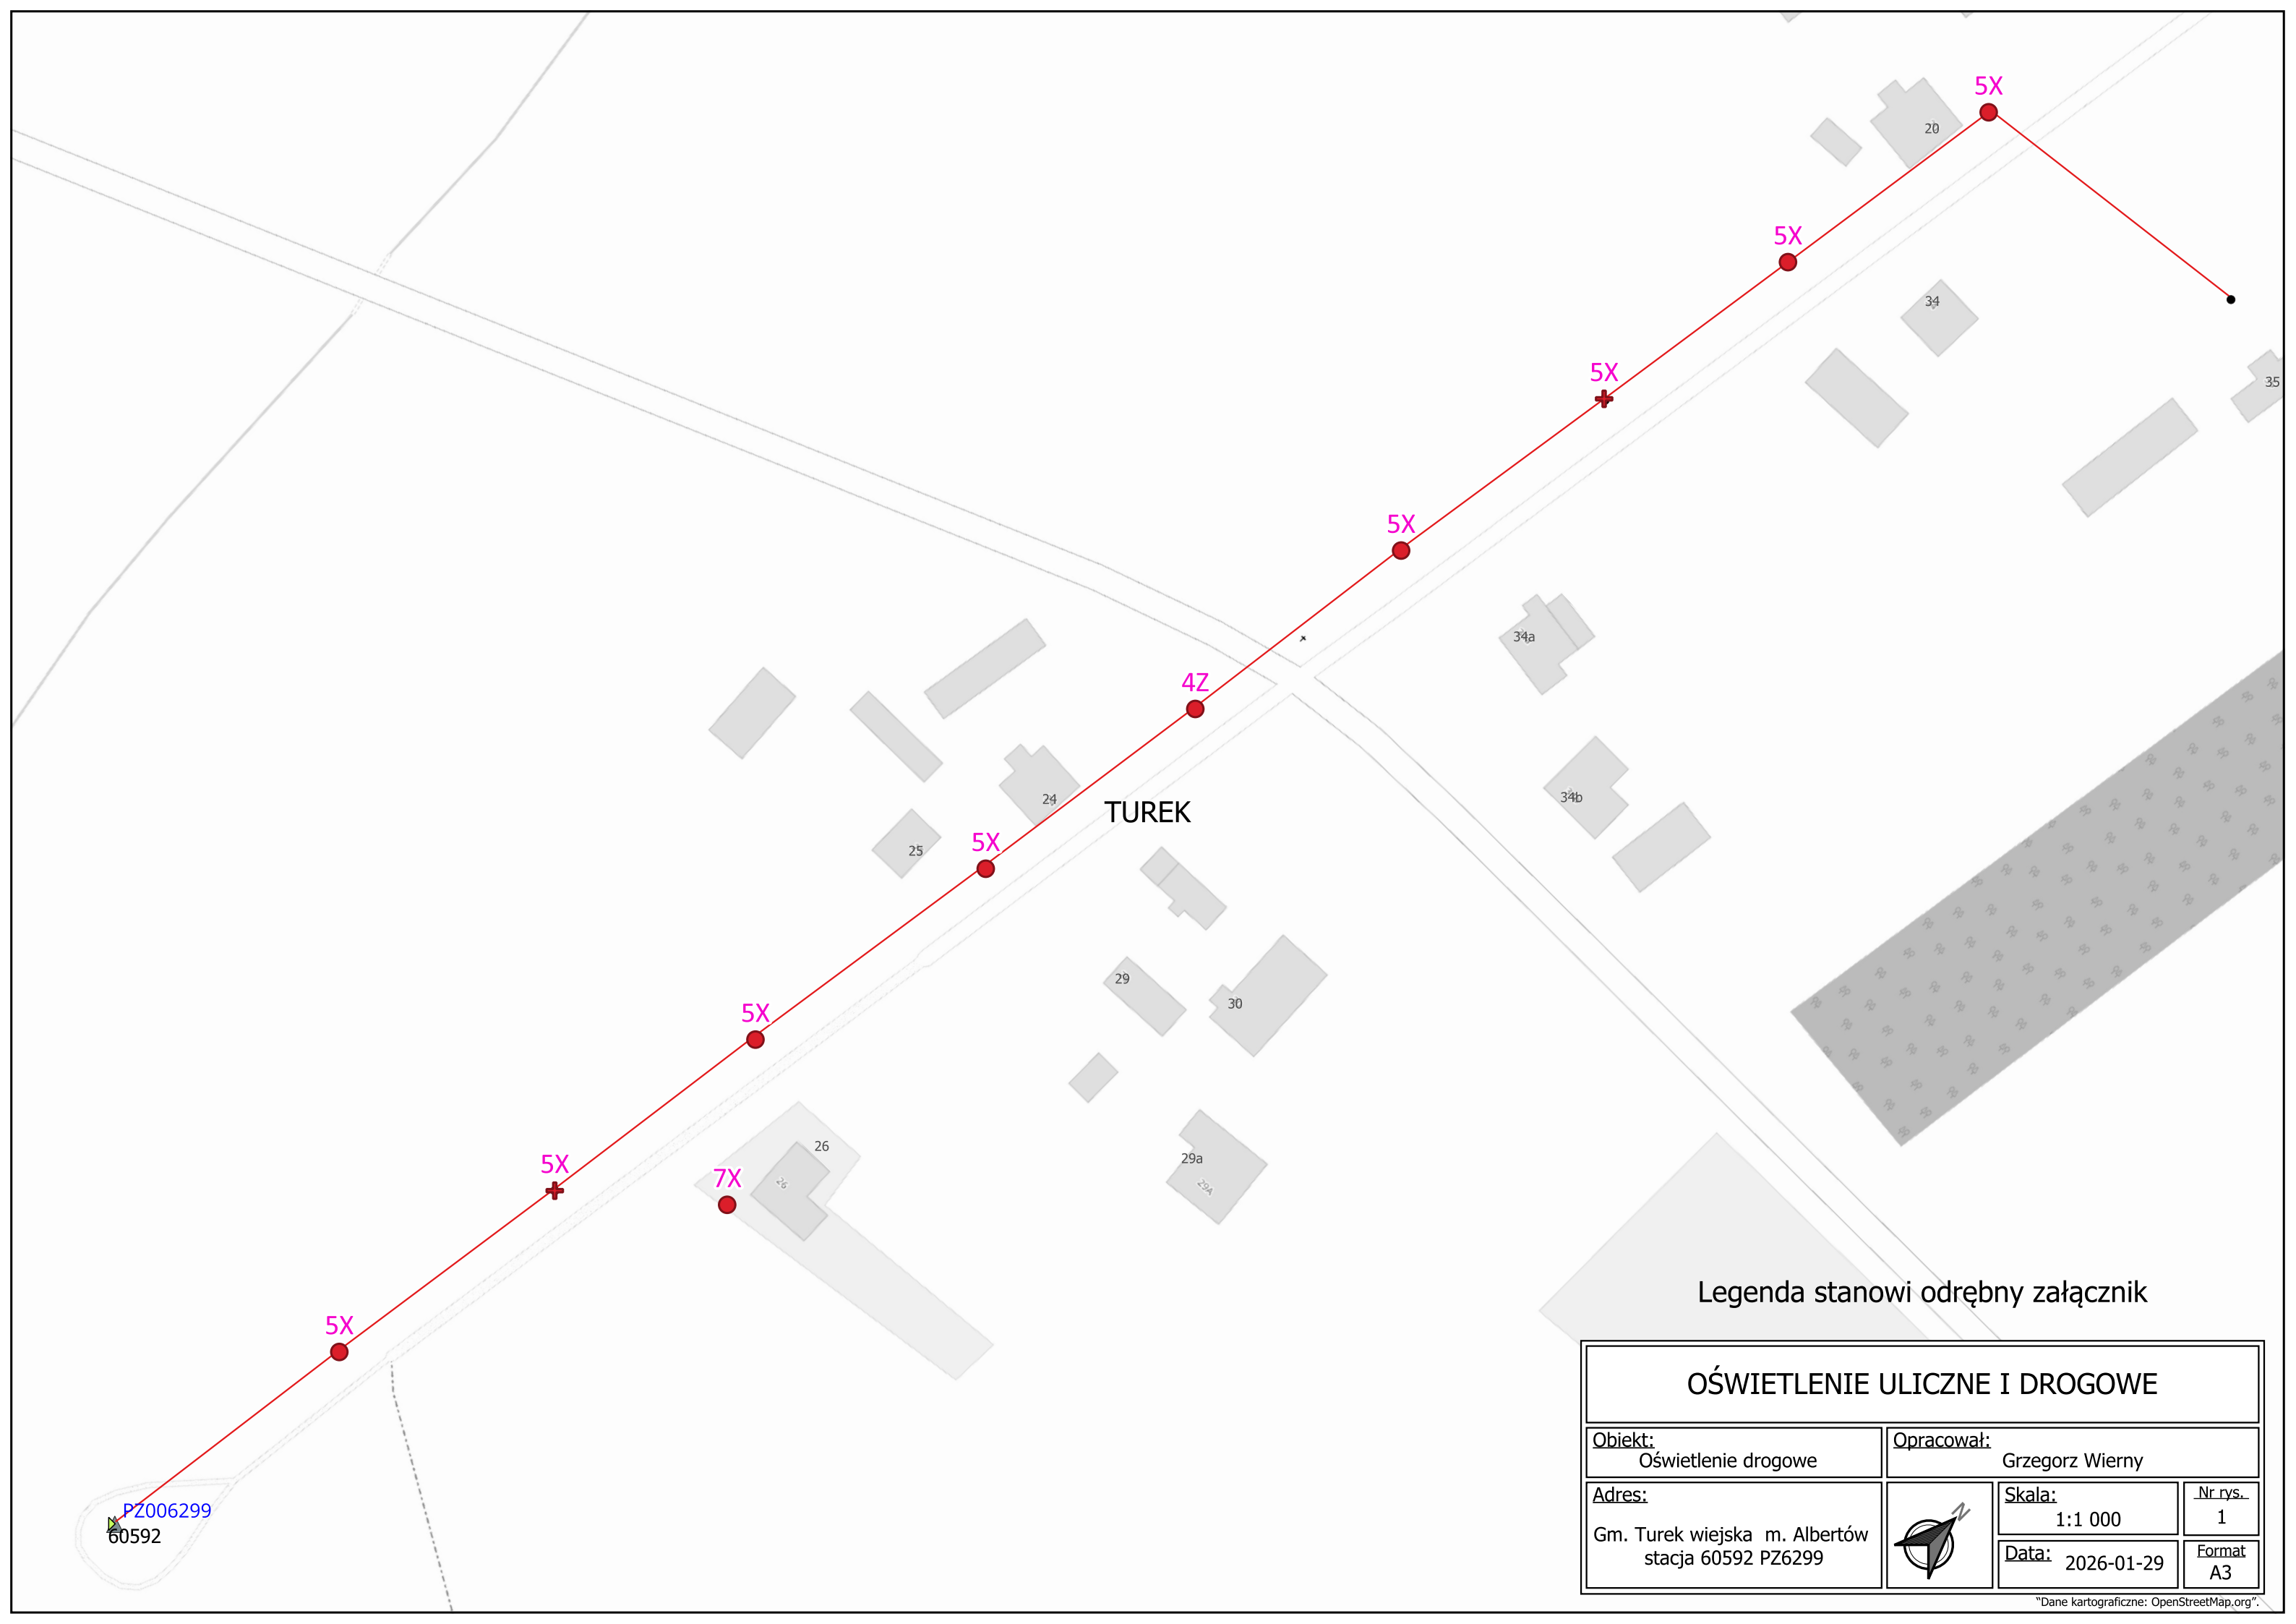 5X
20
5X
34
5X
35
5X
34a
4Z
24
TUREK
34b
5X
25
29
30
5X
26
26
5X
7X
29a
29A
Legenda stanowi odrębny załącznik
5X
OŚWIETLENIE ULICZNE I DROGOWE
Obiekt:
Oświetlenie drogowe
Opracował:
Grzegorz Wierny
Adres:
Gm. Turek wiejska m. Albertów
stacja 60592 PZ6299
N
Skala:
1:1 000
Nr rys.
1
Data: 2026-01-29
Format
A3
PZ006299
60592
"Dane kartograficzne: OpenStreetMap.org".